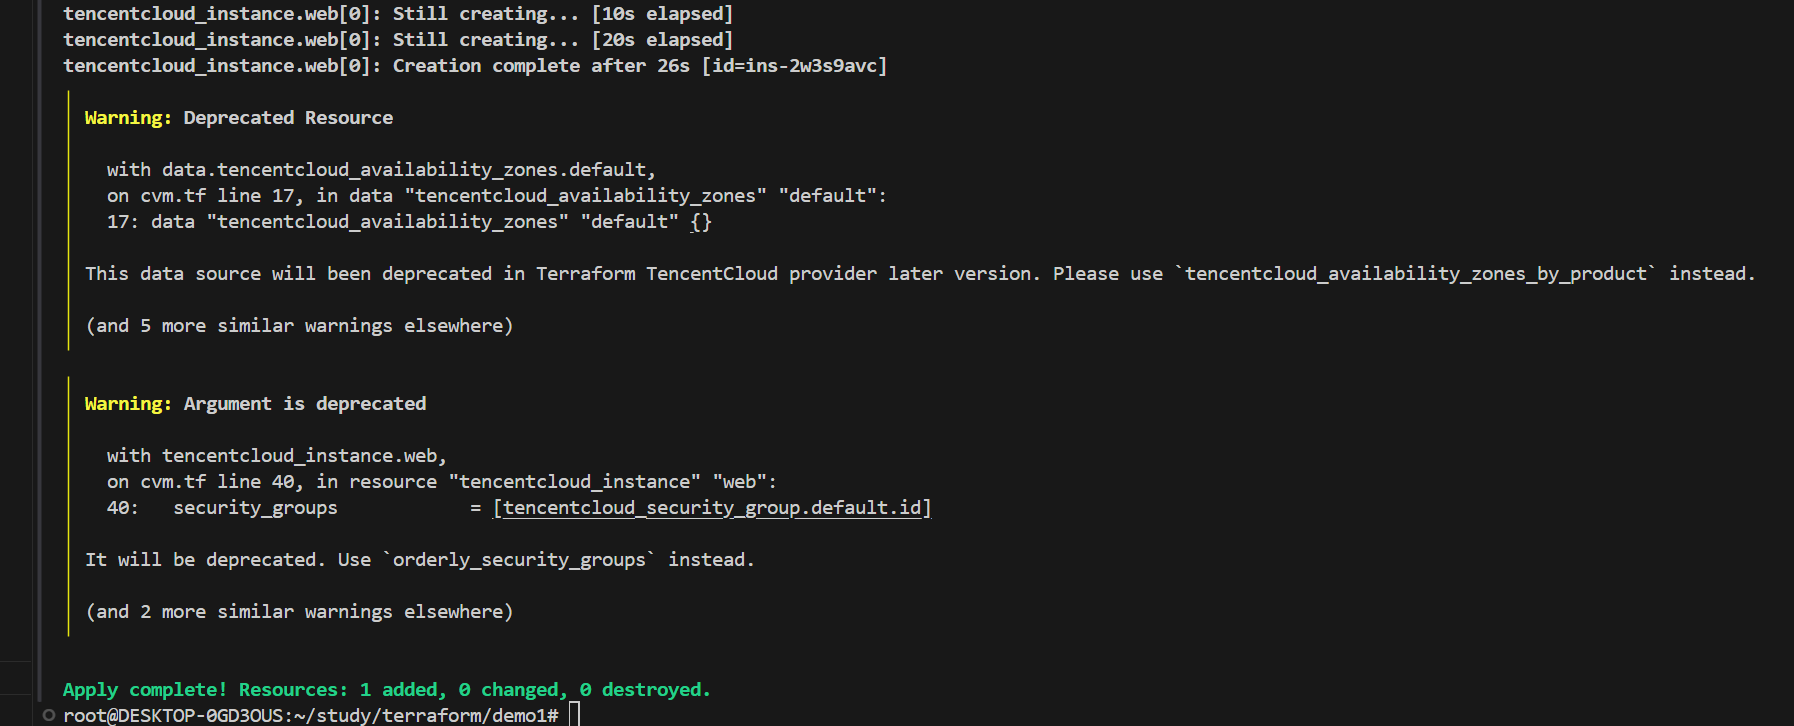 tencentcloud_instance.web[0]: Still creating... [10s elapsed]
tencentcloud_instance.web[0]: Still creating... [20s elapsed]
tencentcloud_instance.web[0]: Creation complete after 26s [id=ins-2w3s9avc]
Warning: Deprecated Resource
with data.tencentcloud_availability_zones.default,
on cvm.tf line 17, in data "tencentcloud_availability_zones" "default":
17: data "tencentcloud_availability_zones" "default" {}
This data source will been deprecated in Terraform TencentCloud provider later version. Please use `tencentcloud_availability_zones_by_product` instead.
(and 5 more similar warnings elsewhere)
Warning: Argument is deprecated
with tencentcloud_instance.web,
on cvm.tf line 40, in resource "tencentcloud_instance" "web":
40:   security_groups            = [tencentcloud_security_group.default.id]
It will be deprecated. Use `orderly_security_groups` instead.
(and 2 more similar warnings elsewhere)
Apply complete! Resources: 1 added, 0 changed, 0 destroyed.
root@DESKTOP-0GD3OUS:~/study/terraform/demo1#